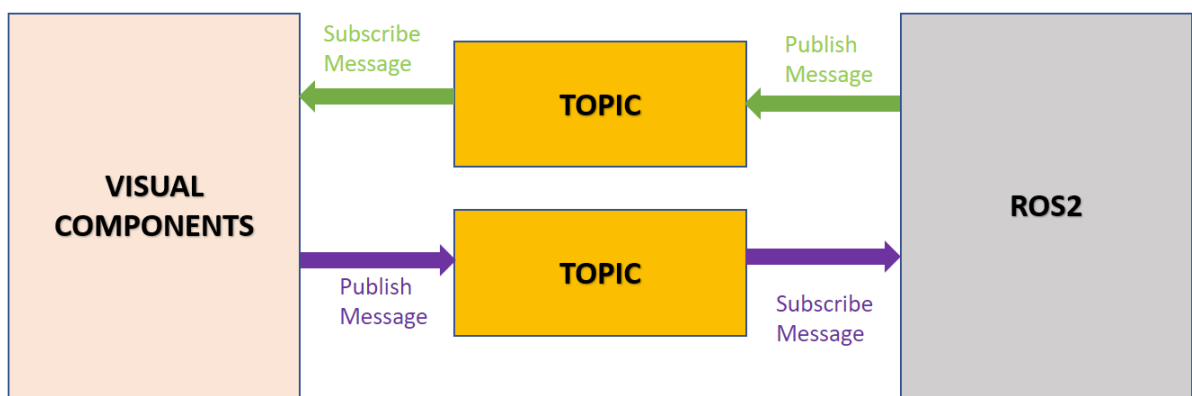 Subscribe
Message
Publish
Message
TOPIC
VISUAL
COMPONENTS
ROS2
TOPIC
Publish
Message
Subscribe
Message